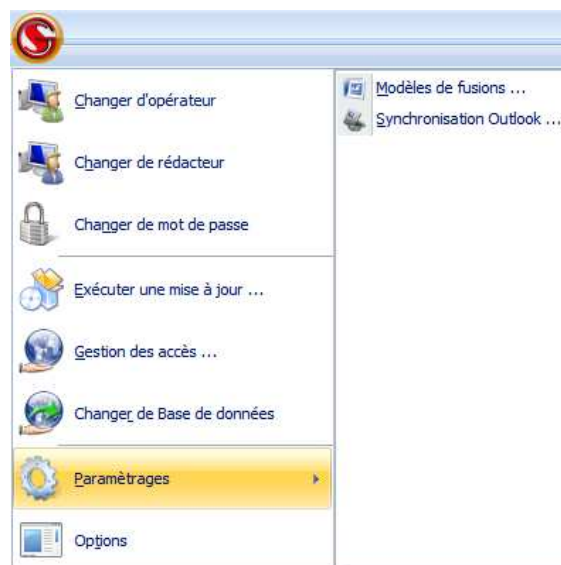 Changer d'opérateur
Changer de rédacteur
Changer de mot de passe
Exécuter une mise à jour ...
Gestion des accès ...
Changer de Base de données
Paramètrages
Options
Modèles de fusions ...
Synchronisation Outlook ...